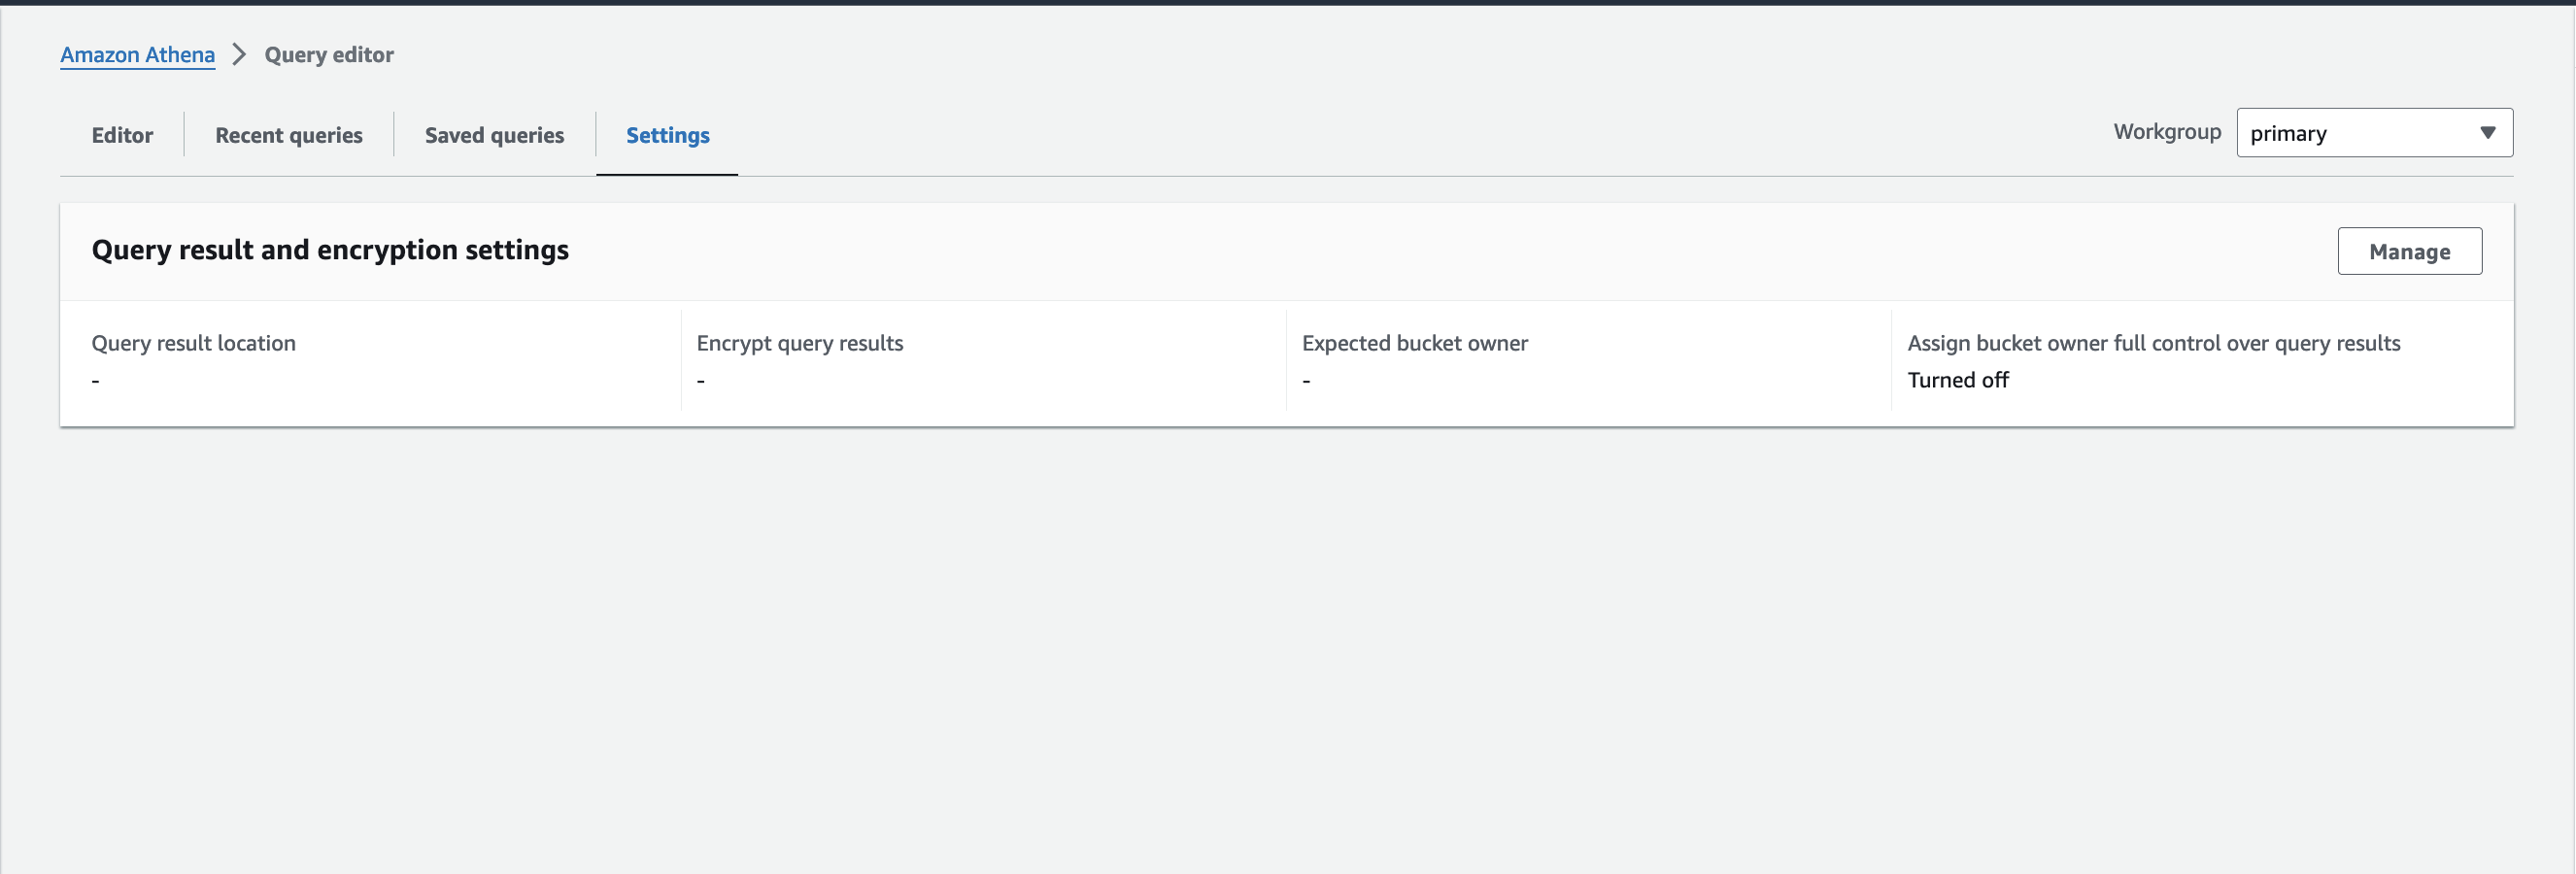 Amazon Athena > Query editor
Editor
Recent queries
Saved queries
Settings
Workgroup
primary
Query result and encryption settings
Manage
Query result location
-
Encrypt query results
-
Expected bucket owner
-
Assign bucket owner full control over query results
Turned off